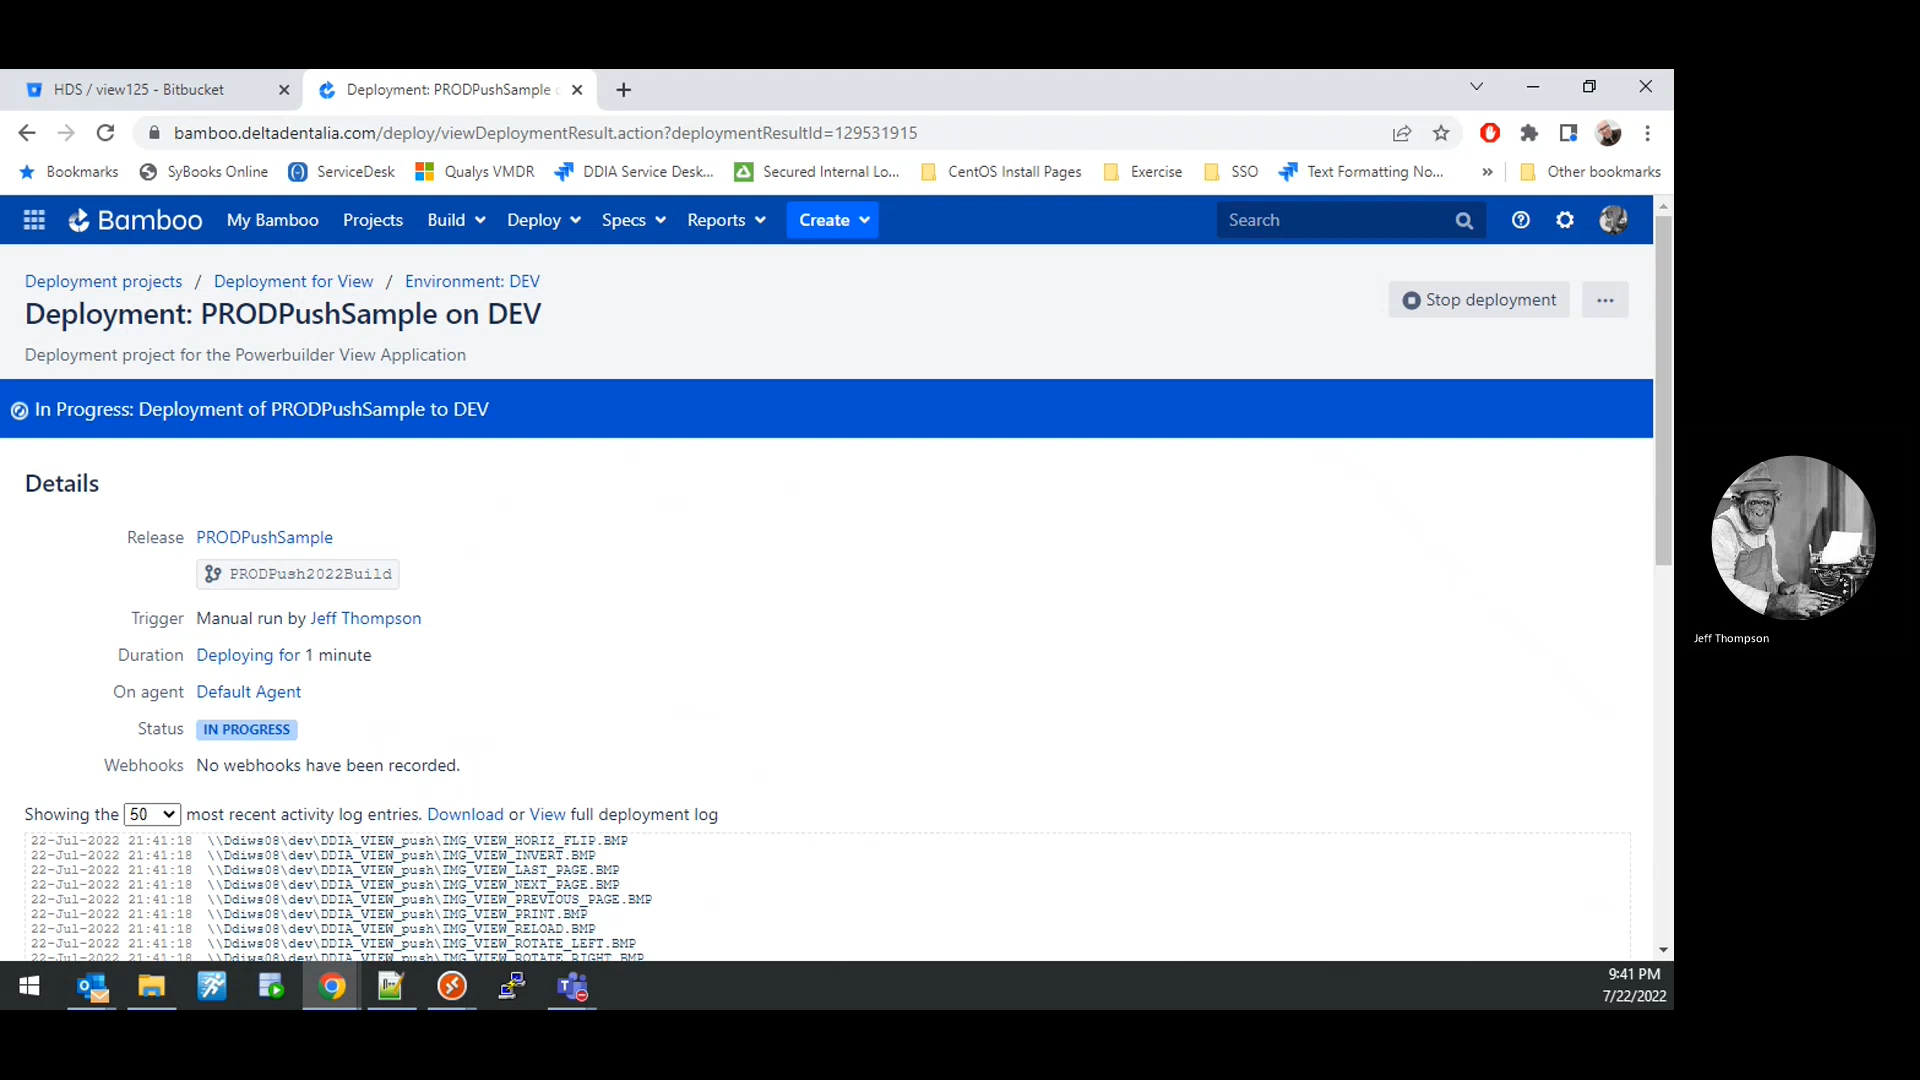 HDS / view125 - Bitbucket
Deployment: PRODPushSample
bamboo.deltadentalia.com/deploy/viewDeploymentResult.action?deploymentResultId=129531915
Bookmarks SyBooks Online ServiceDesk Qualys VMDR DDIA Service Desk... Secured Internal Lo... CentOS Install Pages Exercise SSO Text Formatting No... » Other bookmarks
Bamboo My Bamboo Projects Build Deploy Specs Reports Create Search
Deployment projects / Deployment for View / Environment: DEV
Deployment: PRODPushSample on DEV
Stop deployment
Deployment project for the Powerbuilder View Application
In Progress: Deployment of PRODPushSample to DEV
Details
Release PRODPushSample
PRODPush2022Build
Trigger Manual run by Jeff Thompson
Duration Deploying for 1 minute
On agent Default Agent
Status IN PROGRESS
Webhooks No webhooks have been recorded.
Showing the 50 most recent activity log entries. Download or View full deployment log
22-Jul-2022 21:41:18 \\Ddiws08\dev\DDIA_VIEW_push\IMG_VIEW_HORIZ_FLIP.BMP
22-Jul-2022 21:41:18 \\Ddiws08\dev\DDIA_VIEW_push\IMG_VIEW_INVERT.BMP
22-Jul-2022 21:41:18 \\Ddiws08\dev\DDIA_VIEW_push\IMG_VIEW_LAST_PAGE.BMP
22-Jul-2022 21:41:18 \\Ddiws08\dev\DDIA_VIEW_push\IMG_VIEW_NEXT_PAGE.BMP
22-Jul-2022 21:41:18 \\Ddiws08\dev\DDIA_VIEW_push\IMG_VIEW_PREVIOUS_PAGE.BMP
22-Jul-2022 21:41:18 \\Ddiws08\dev\DDIA_VIEW_push\IMG_VIEW_PRINT.BMP
22-Jul-2022 21:41:18 \\Ddiws08\dev\DDIA_VIEW_push\IMG_VIEW_RELOAD.BMP
22-Jul-2022 21:41:18 \\Ddiws08\dev\DDIA_VIEW_push\IMG_VIEW_ROTATE_LEFT.BMP
22-Jul-2022 21:41:18 \\Ddiws08\dev\DDIA_VIEW_push\IMG_VIEW_ROTATE_RIGHT.BMP
9:41 PM
7/22/2022
Jeff Thompson